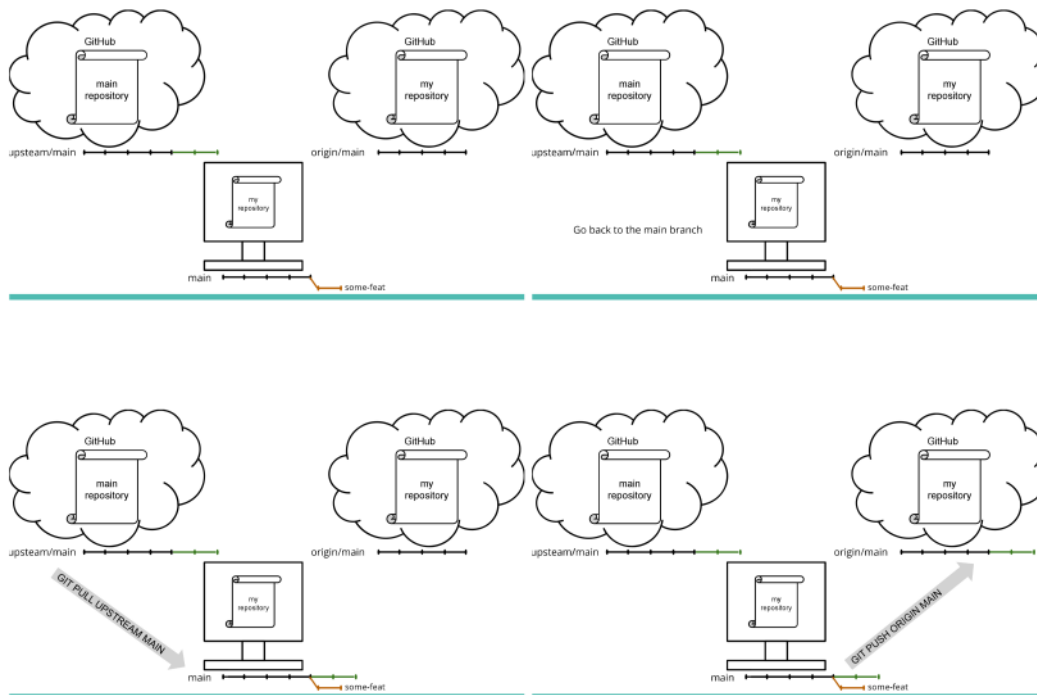 GitHub
main
repository
upsteam/main
GitHub
my
repository
origin/main
my
repository
main
some-feat
GitHub
main
repository
upsteam/main
GitHub
my
repository
origin/main
my
repository
Go back to the main branch
main
some-feat
GitHub
main
repository
upsteam/main
GitHub
my
repository
origin/main
GIT PULL UPSTREAM MAIN
my
repository
main
some-feat
GitHub
main
repository
upsteam/main
GitHub
my
repository
origin/main
my
repository
GIT PUSH ORIGIN MAIN
main
some-feat